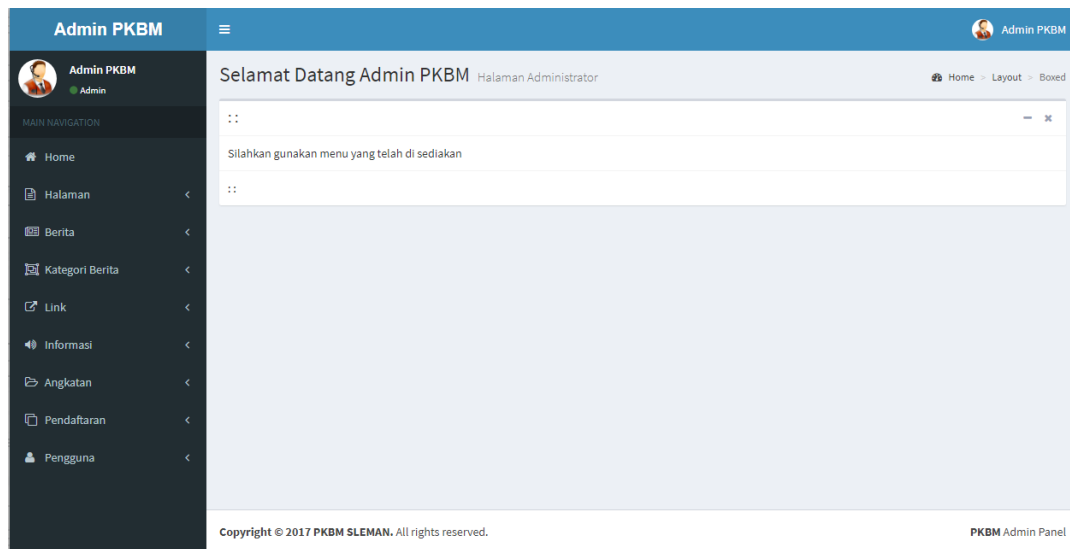 Admin PKBM
Admin PKBM
Admin PKBM
Admin
MAIN NAVIGATION
Home
Halaman
Berita
Kategori Berita
Link
Informasi
Angkatan
Pendaftaran
Pengguna
Selamat Datang Admin PKBM Halaman Administrator
Home > Layout > Boxed
::
Silahkan gunakan menu yang telah di sediakan
::
Copyright © 2017 PKBM SLEMAN. All rights reserved.
PKBM Admin Panel